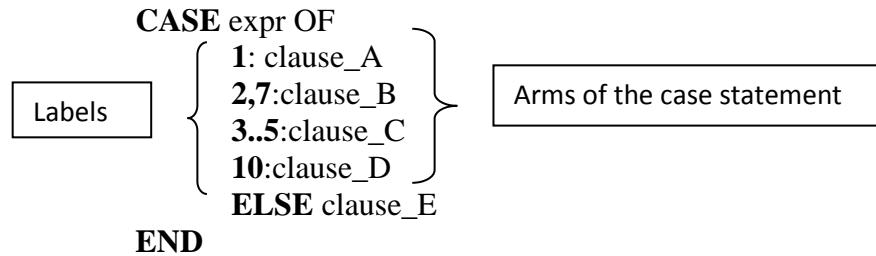 CASE expr OF
1: clause_A
2,7:clause_B
3..5:clause_C
10:clause_D
ELSE clause_E
END
Labels
Arms of the case statement